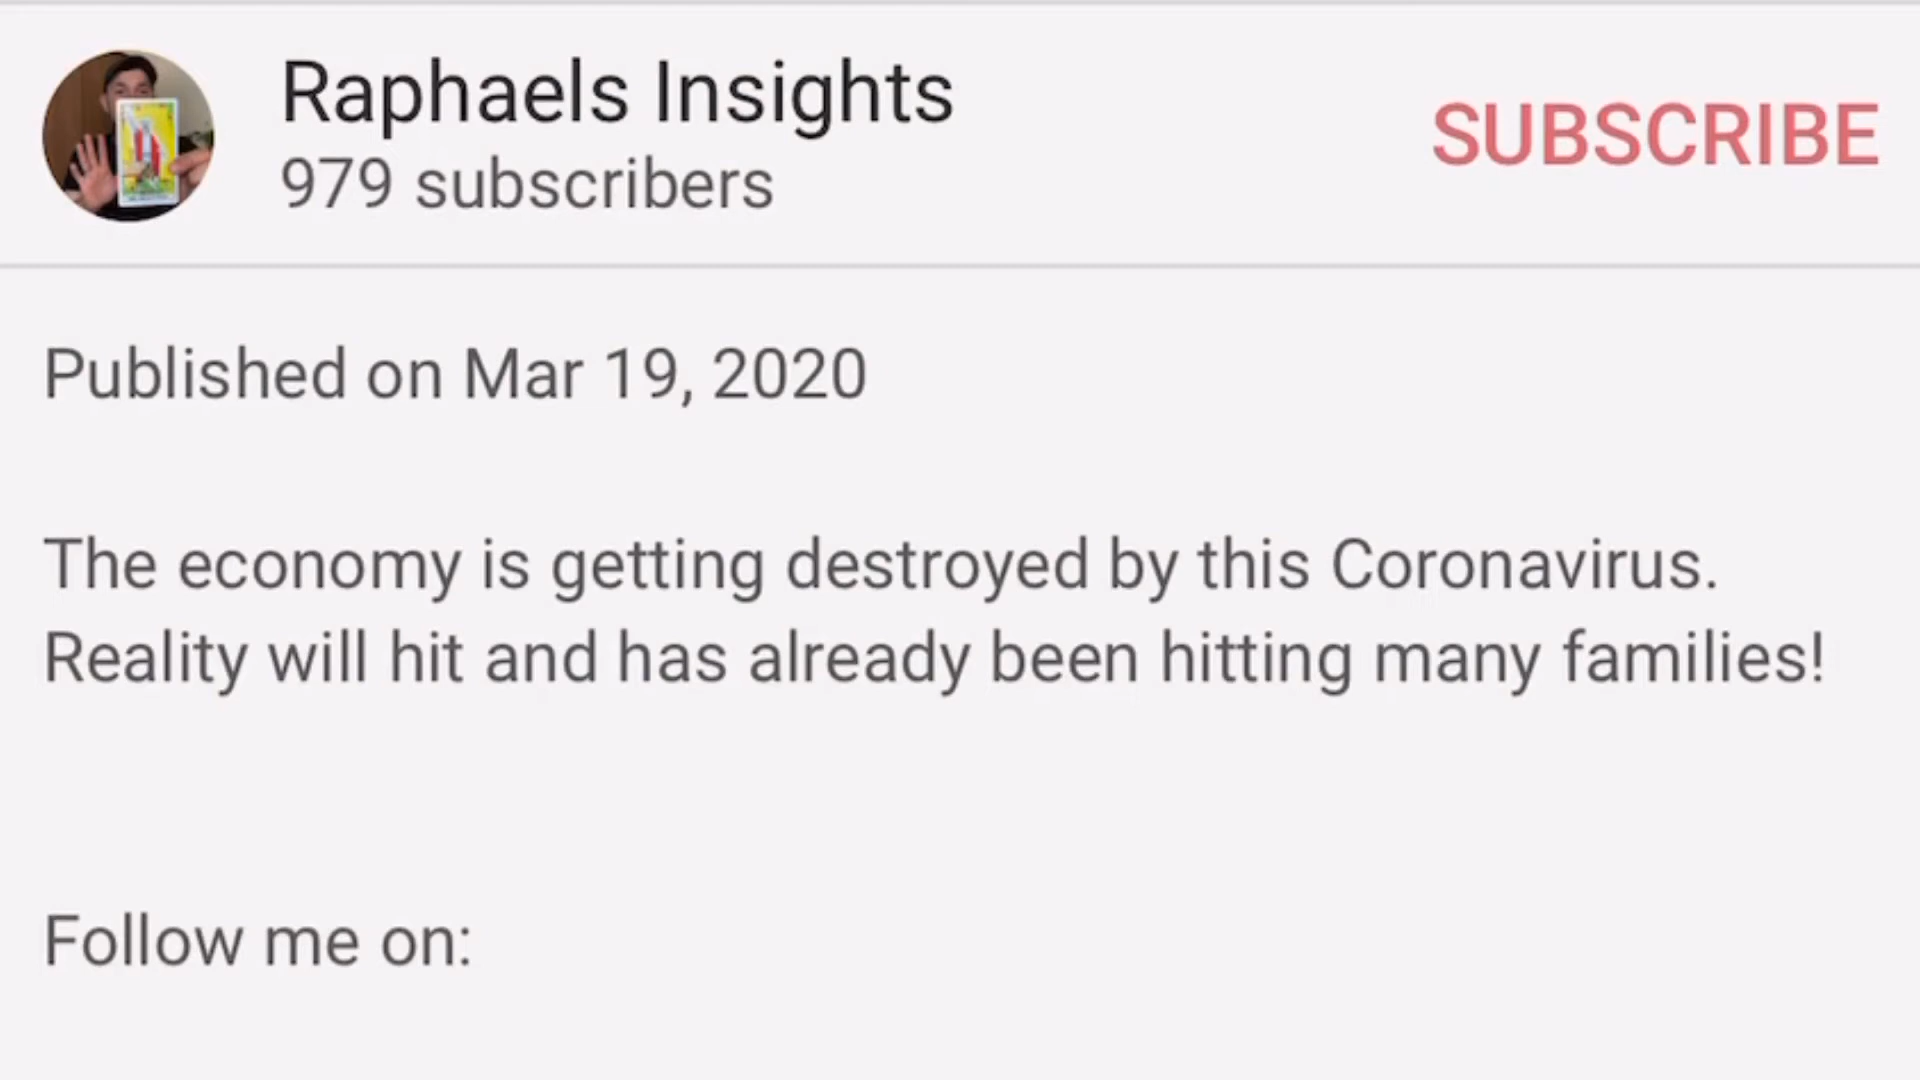 Raphaels Insights
979 subscribers
SUBSCRIBE
Published on Mar 19, 2020
The economy is getting destroyed by this Coronavirus.
Reality will hit and has already been hitting many families!
Follow me on: